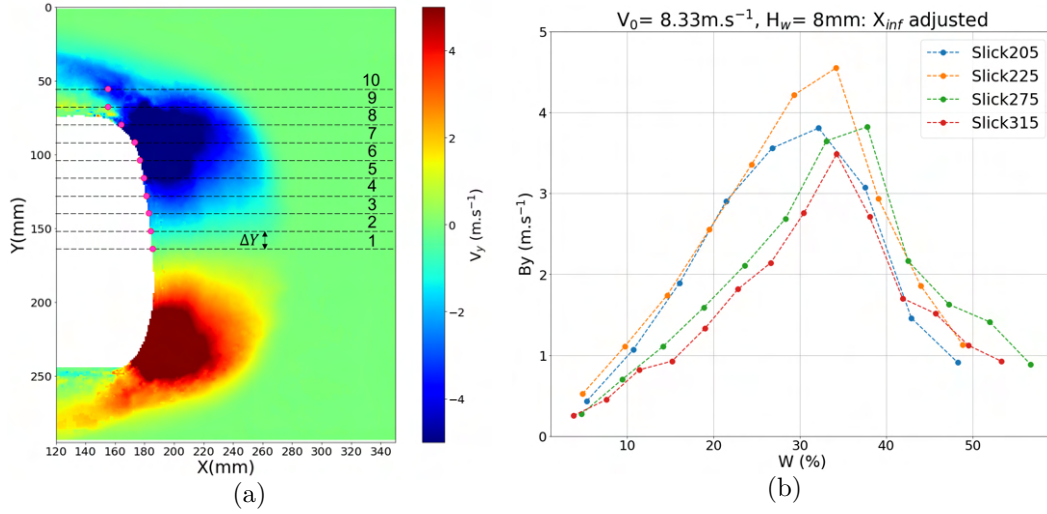 0
50
100
150
200
250
Y(mm)
120 140 160 180 200 220 240 260 280 300 320 340
X(mm)
10
9
8
7
6
5
4
3
2
1
ΔY
4
2
0
−2
−4
V_y (m.s⁻¹)
(a)
V₀= 8.33m.s⁻¹, H_w= 8mm: X_inf adjusted
5
4
3
2
1
0
By (m.s⁻¹)
10 20 30 40 50
W (%)
Slick205
Slick225
Slick275
Slick315
(b)